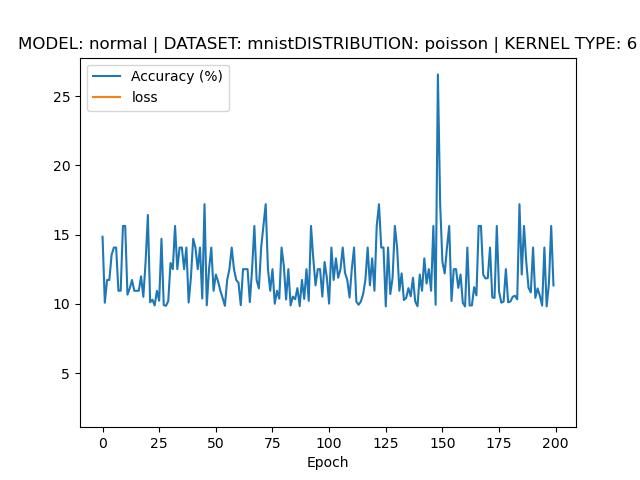 MODEL: normal | DATASET: mnistDISTRIBUTION: poisson | KERNEL TYPE: 6
Accuracy (%)
loss
25
20
15
10
5
0 25 50 75 100 125 150 175 200
Epoch